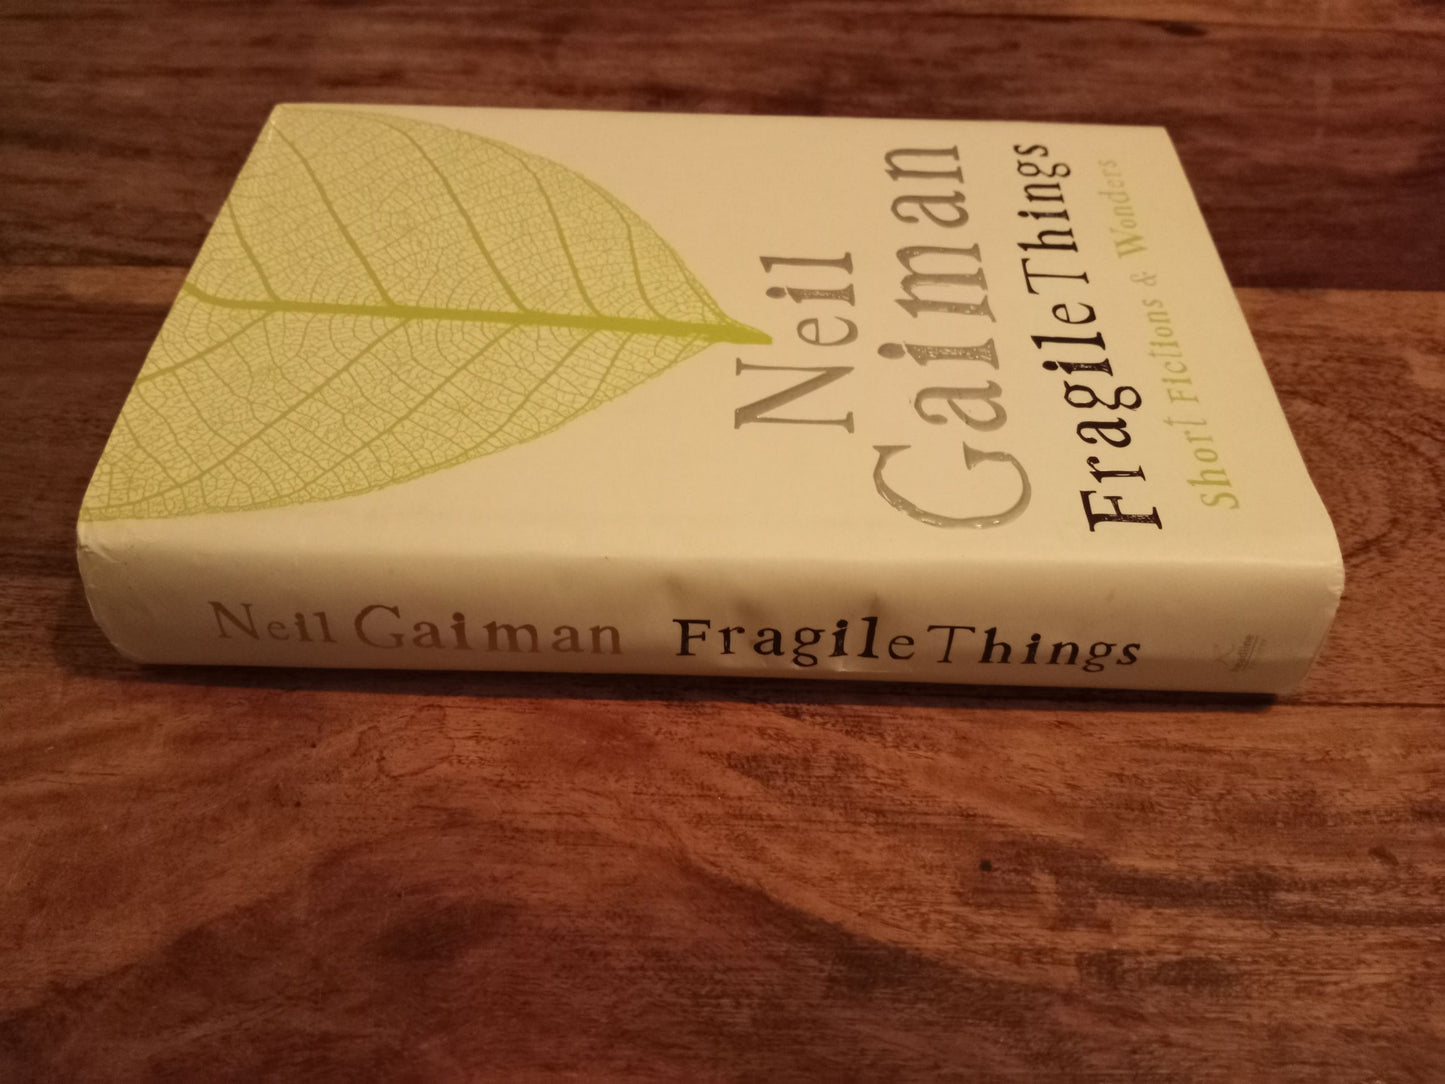 Neil
Gaiman
Fragile Things
Short Fictions & Wonders
Neil Gaiman Fragile Things